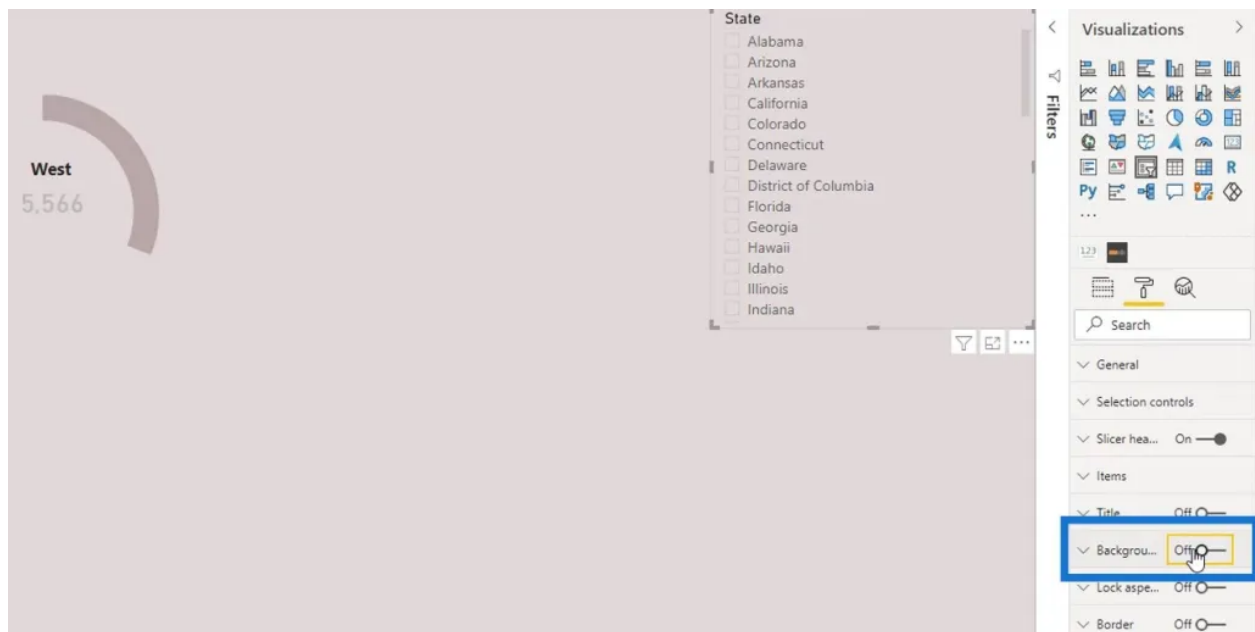 State
Alabama
Arizona
Arkansas
California
Colorado
Connecticut
Delaware
District of Columbia
Florida
Georgia
Hawaii
Idaho
Illinois
Indiana
West
5,566
Filters
Visualizations
123
R
Py
...
123
Search
General
Selection controls
Slicer hea... On
Items
Title Off
Backgrou... Off
Lock aspe... Off
Border Off